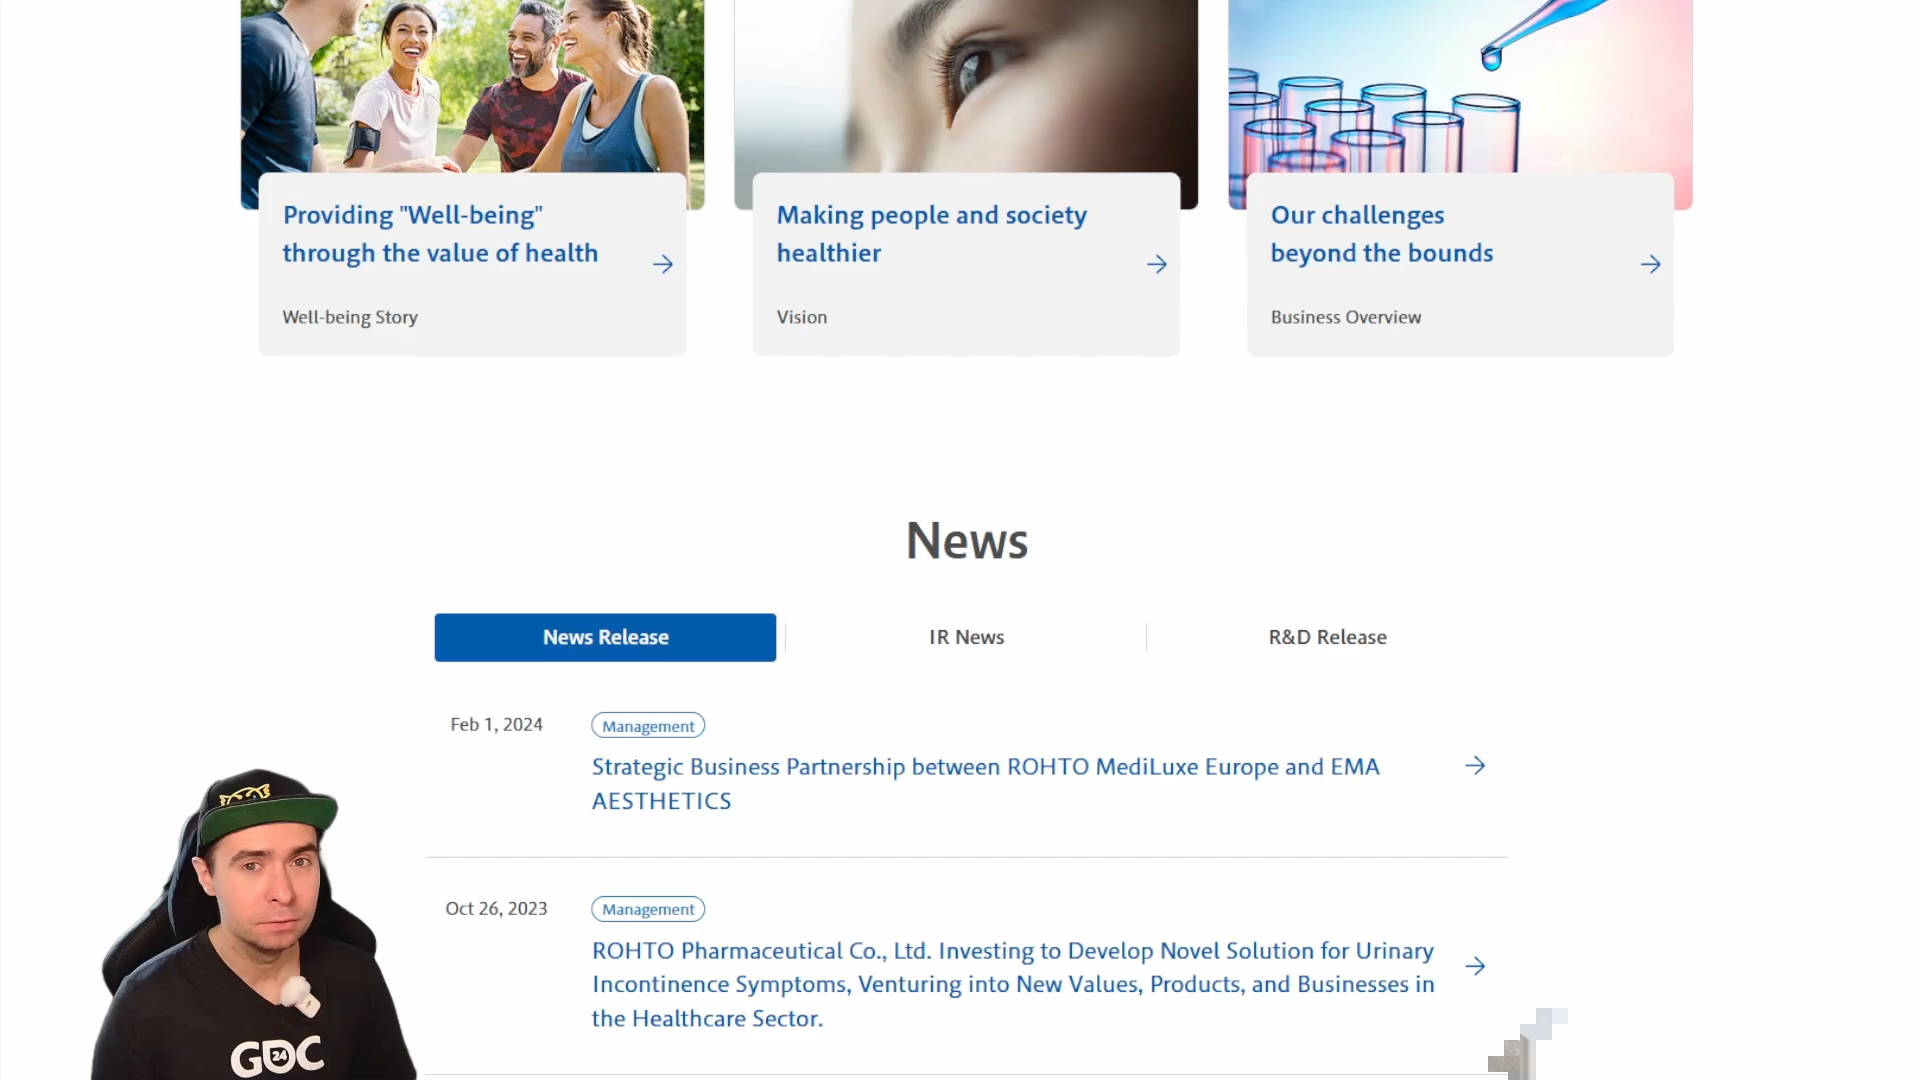 Providing "Well-being"
through the value of health
Well-being Story
Making people and society
healthier
Vision
Our challenges
beyond the bounds
Business Overview
News
News Release
IR News
R&D Release
Feb 1, 2024
Management
Strategic Business Partnership between ROHTO MediLuxe Europe and EMA
AESTHETICS
Oct 26, 2023
Management
ROHTO Pharmaceutical Co., Ltd. Investing to Develop Novel Solution for Urinary
Incontinence Symptoms, Venturing into New Values, Products, and Businesses in
the Healthcare Sector.
GDC
24